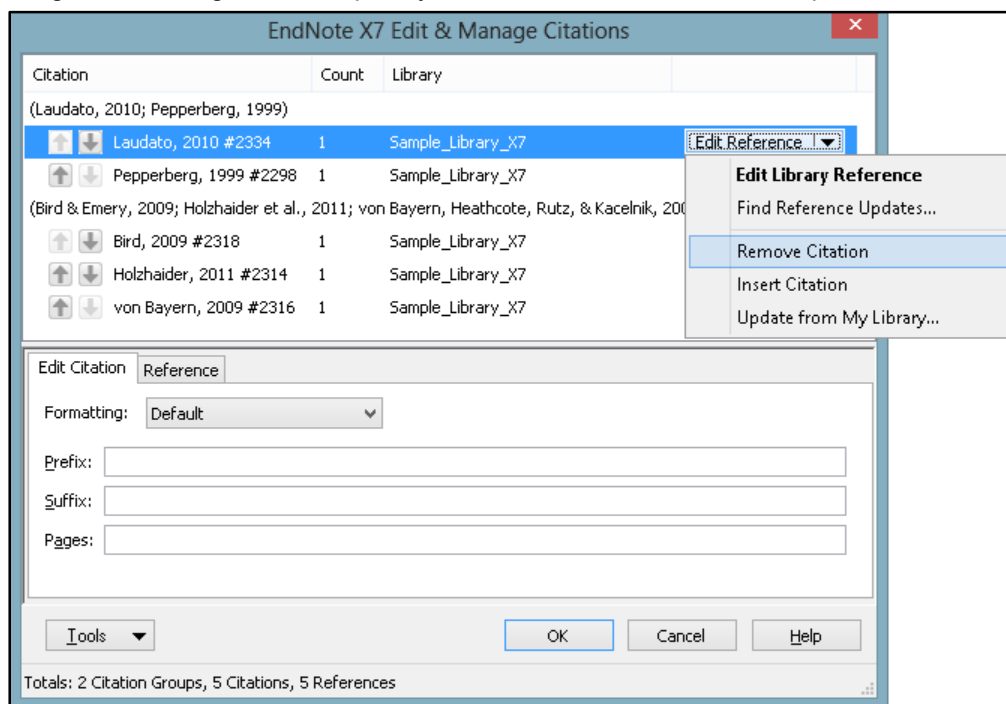 EndNote X7 Edit & Manage Citations
Citation Count Library
(Laudato, 2010; Pepperberg, 1999)
Laudato, 2010 #2334 1 Sample_Library_X7 Edit Reference
Pepperberg, 1999 #2298 1 Sample_Library_X7
(Bird & Emery, 2009; Holzhaider et al., 2011; von Bayern, Heathcote, Rutz, & Kacelnik, 200
Bird, 2009 #2318 1 Sample_Library_X7
Holzhaider, 2011 #2314 1 Sample_Library_X7
von Bayern, 2009 #2316 1 Sample_Library_X7
Edit Library Reference
Find Reference Updates...
Remove Citation
Insert Citation
Update from My Library...
Edit Citation Reference
Formatting: Default
Prefix:
Suffix:
Pages:
Tools OK Cancel Help
Totals: 2 Citation Groups, 5 Citations, 5 References